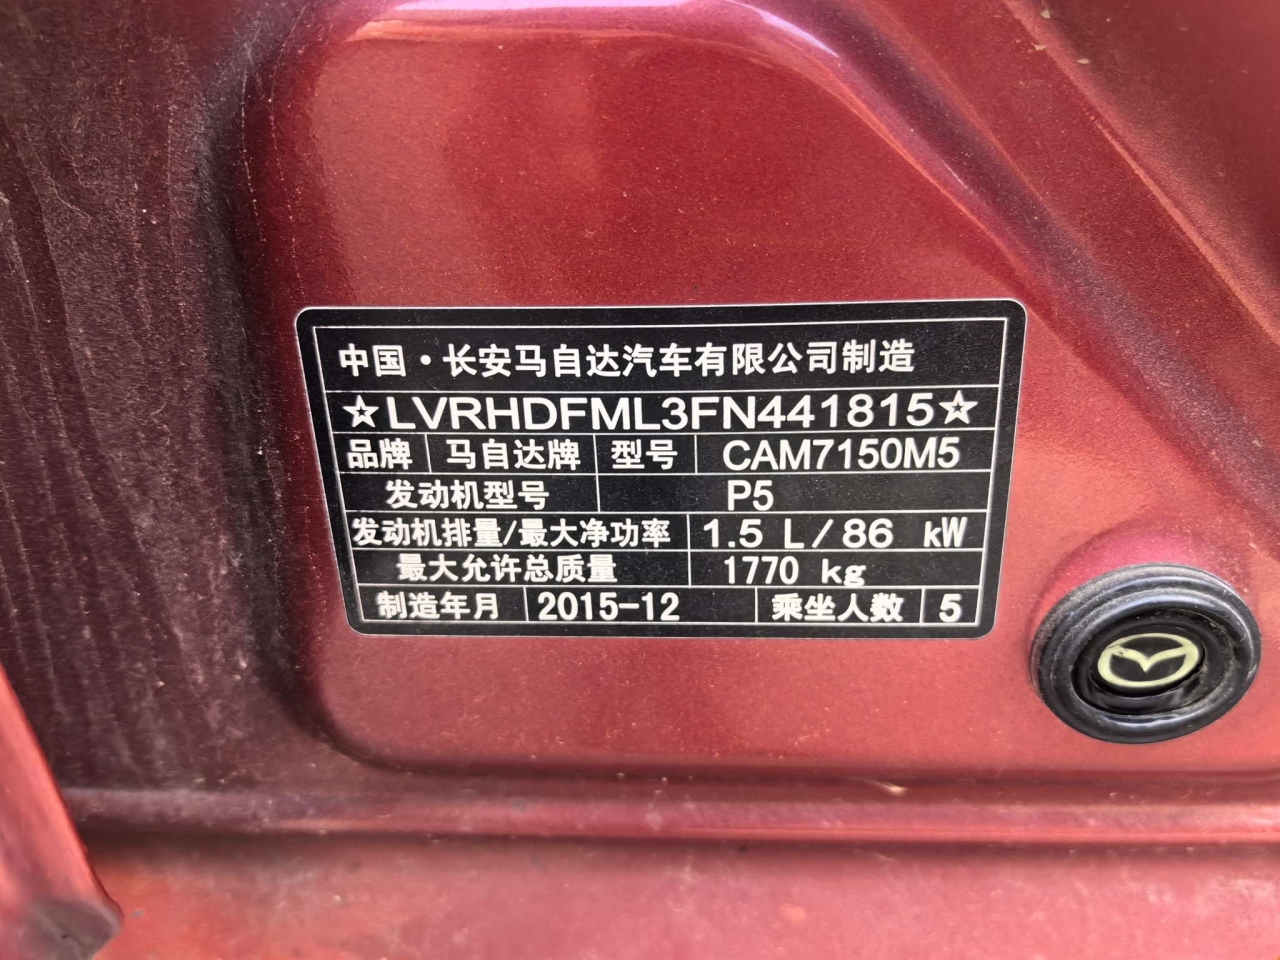 中国·长安马自达汽车有限公司制造
☆LVRHDFML3FN441815☆
品牌 马自达牌 型号 CAM7150M5
发动机型号 P5
发动机排量/最大净功率 1.5 L/86 kW
最大允许总质量 1770 kg
制造年月 2015-12 乘坐人数 5